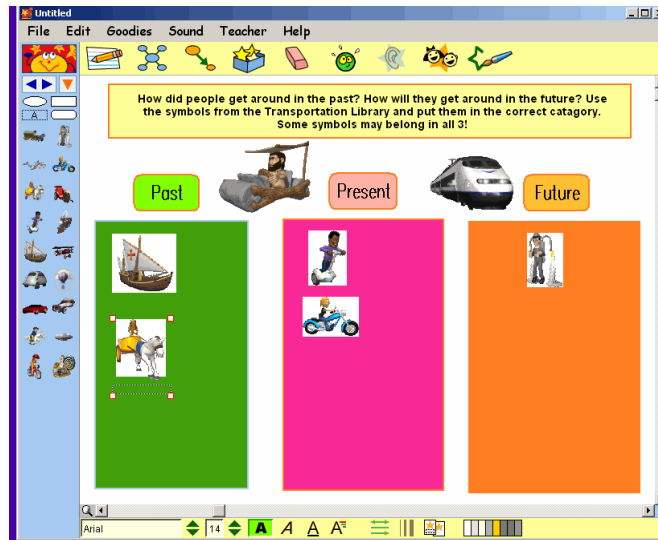 Untitled
File Edit Goodies Sound Teacher Help
A
How did people get around in the past? How will they get around in the future? Use
the symbols from the Transportation Library and put them in the correct catagory.
Some symbols may belong in all 3!
Past
Present
Future
Arial 14 A A A A